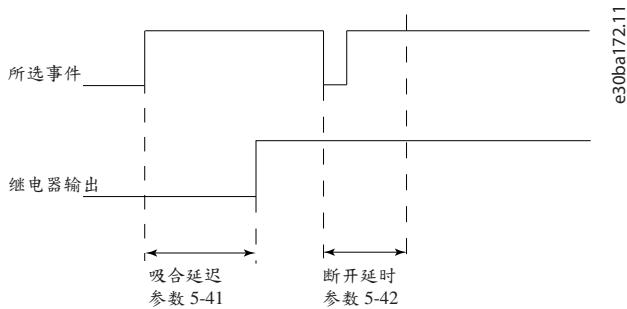 e30ba172.11
所选事件
继电器输出
吸合延迟
参数 5-41
断开延时
参数 5-42